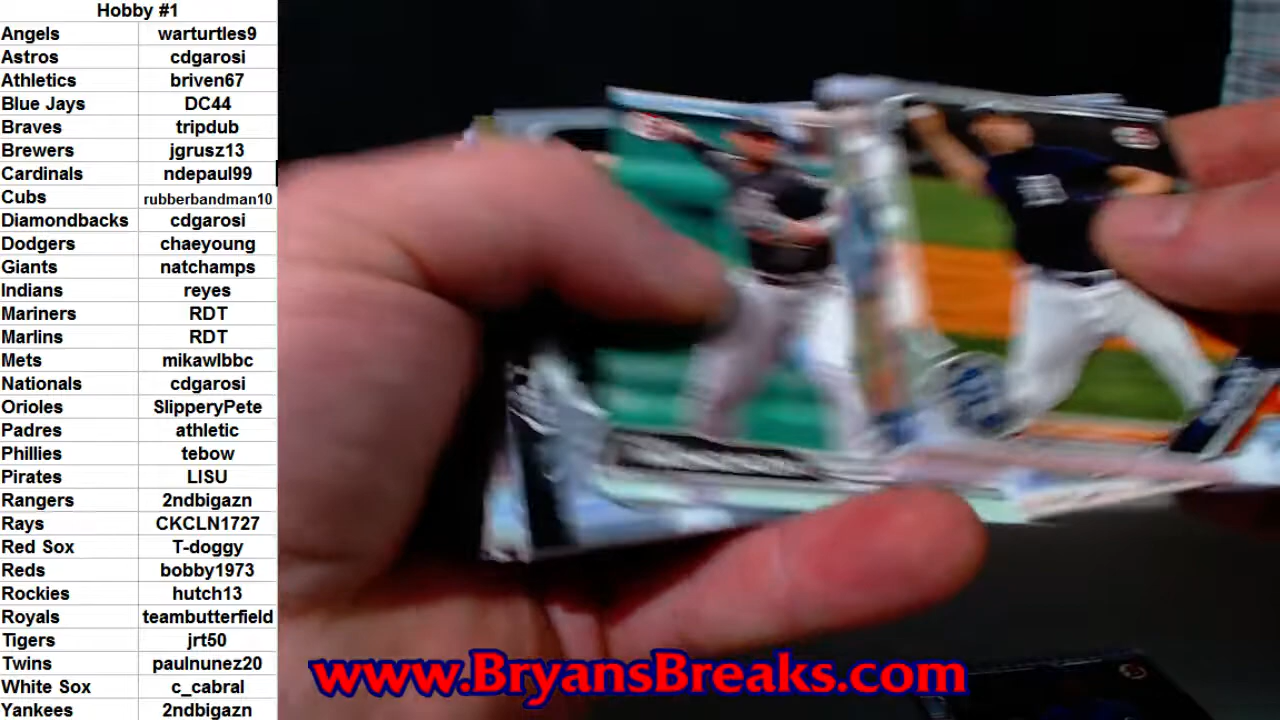 Hobby #1
Angels warturtles9
Astros cdgarosi
Athletics briven67
Blue Jays DC44
Braves tripdub
Brewers jgrusz13
Cardinals ndepaul99
Cubs rubberbandman10
Diamondbacks cdgarosi
Dodgers chaeyoung
Giants natchamps
Indians reyes
Mariners RDT
Marlins RDT
Mets mikawlbbc
Nationals cdgarosi
Orioles SlipperyPete
Padres athletic
Phillies tebow
Pirates LISU
Rangers 2ndbigazn
Rays CKCLN1727
Red Sox T-doggy
Reds bobby1973
Rockies hutch13
Royals teambutterfield
Tigers jrt50
Twins paulnunez20
White Sox c_cabral
Yankees 2ndbigazn
www.BryansBreaks.com